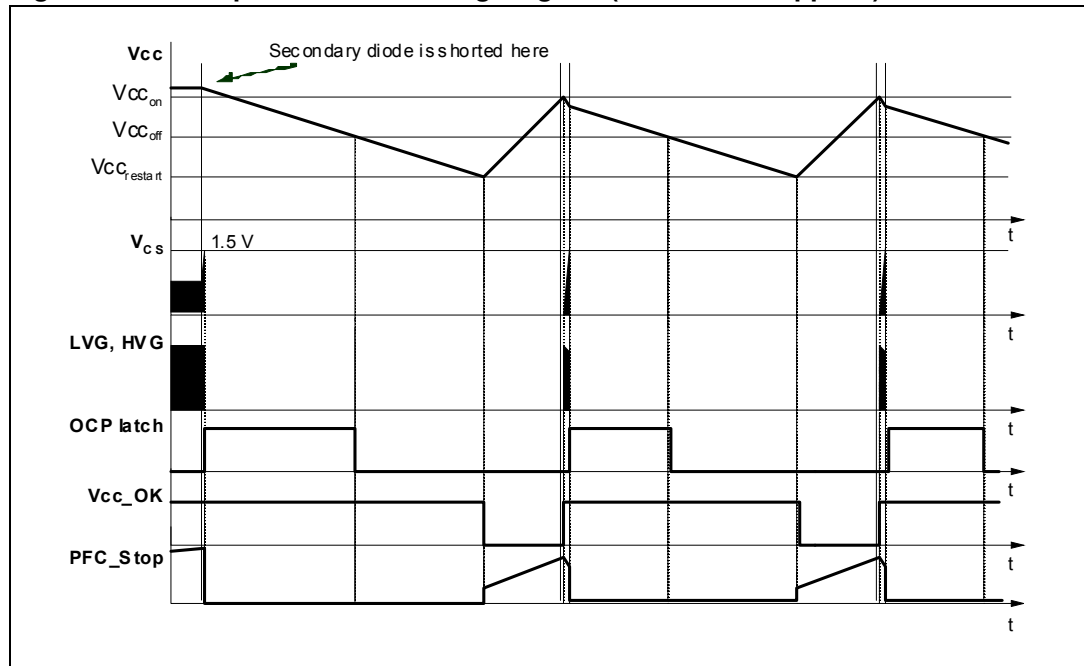 Vcc
Secondary diode is shorted here
Vcc_on
Vcc_off
Vcc_restart
t
V_CS
1.5 V
t
LVG, HVG
t
OCP latch
t
Vcc_OK
t
PFC_Stop
t